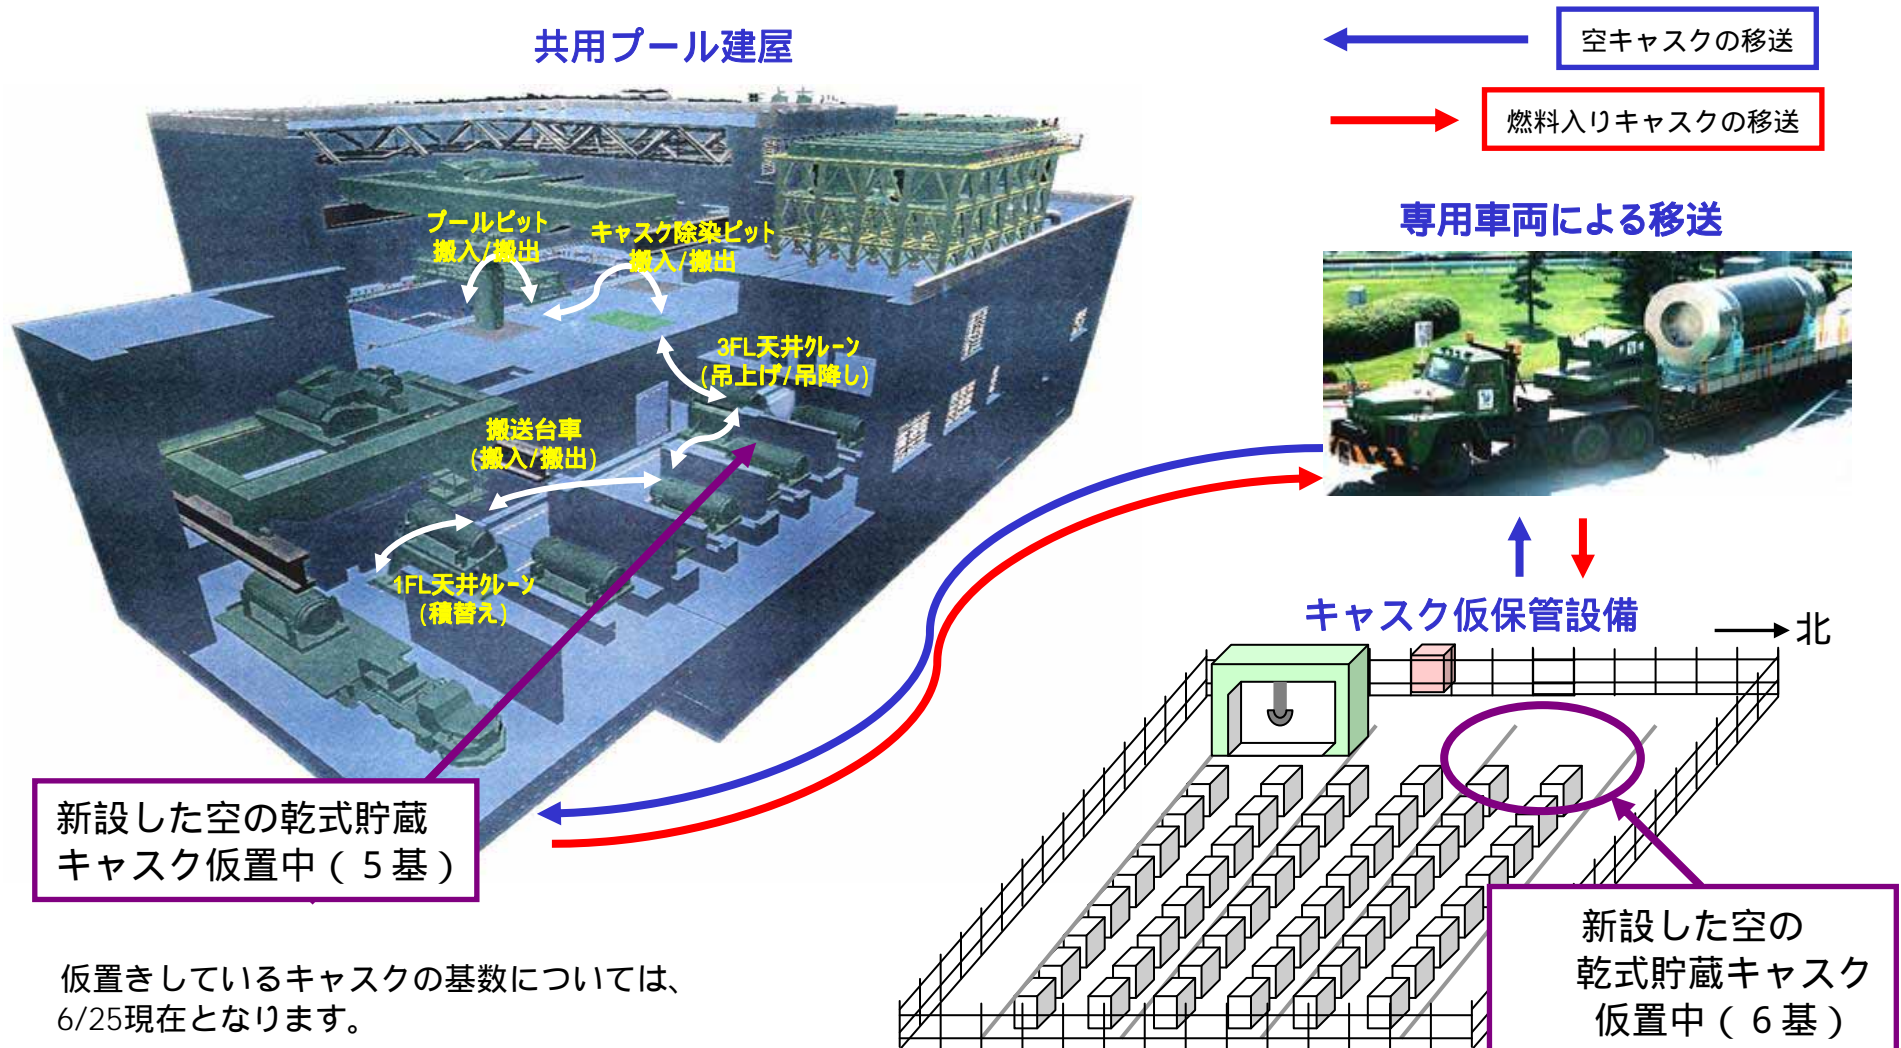 共用プール建屋
空キャスクの移送
燃料入りキャスクの移送
専用車両による移送
プールピット
搬入/搬出
キャスク除染ピット
搬入/搬出
3FL天井クレーン
(吊上げ/吊降し)
搬送台車
(搬入/搬出)
1FL天井クレーン
(積替え)
キャスク仮保管設備
北
新設した空の乾式貯蔵
キャスク仮置中(5基)
新設した空の
乾式貯蔵キャスク
仮置中(6基)
仮置きしているキャスクの基数については、
6/25現在となります。